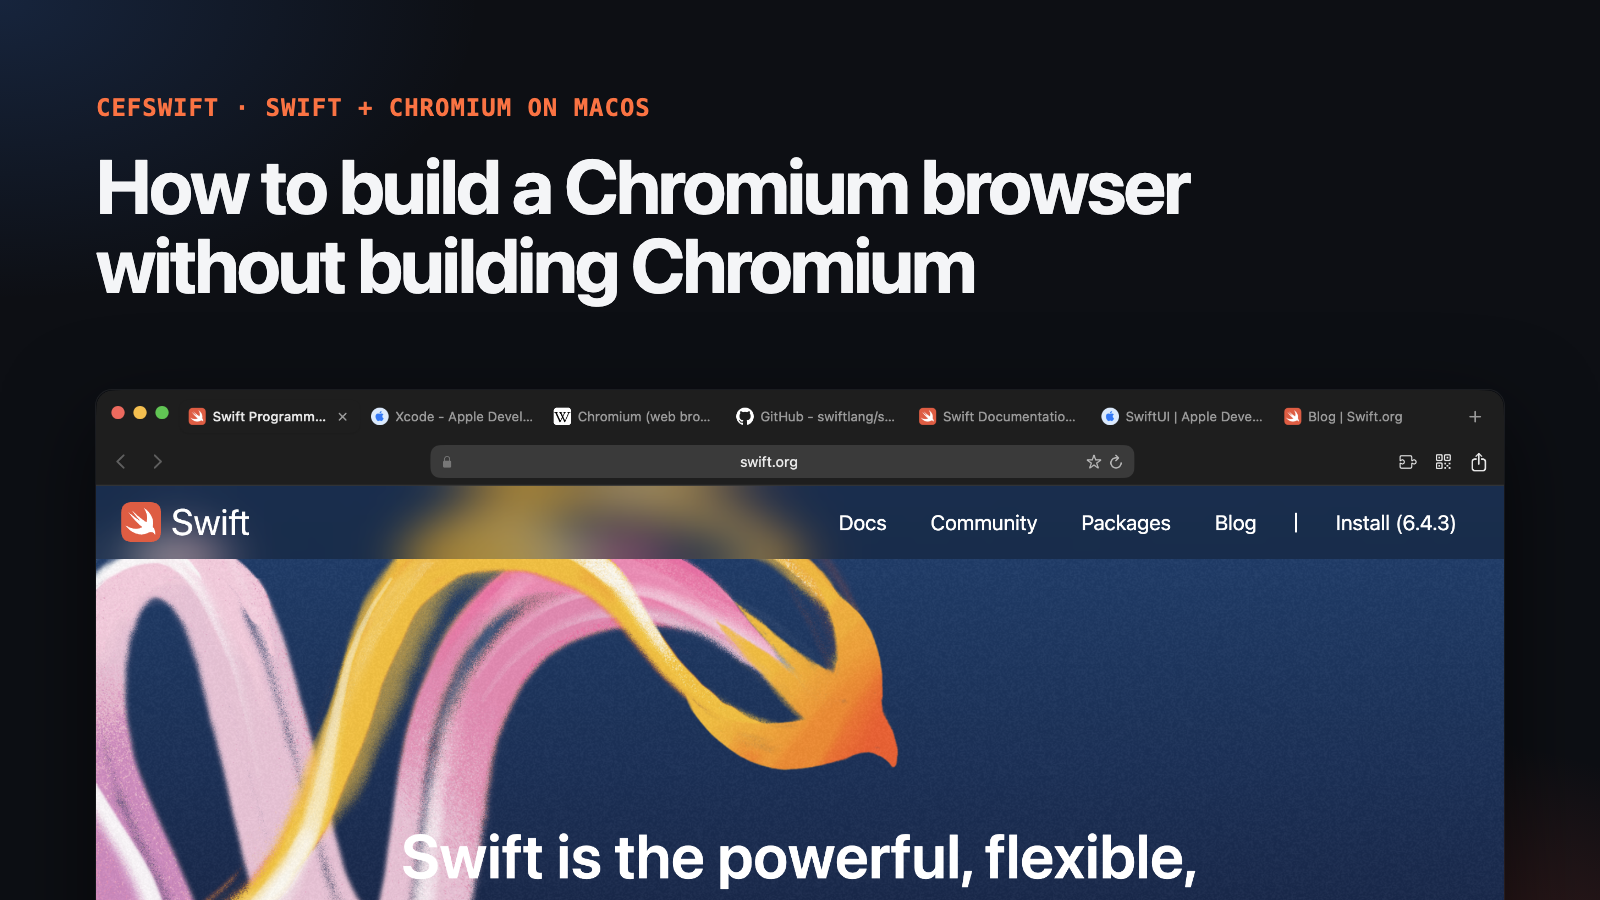 CEFSWIFT · SWIFT + CHROMIUM ON MACOS
How to build a Chromium browser
without building Chromium
Swift Programm...
Xcode - Apple Devel...
W Chromium (web bro...
GitHub - swiftlang/s...
Swift Documentatio...
SwiftUI | Apple Deve...
Blog | Swift.org
swift.org
Swift
Docs
Community
Packages
Blog
Install (6.4.3)
Swift is the powerful, flexible,